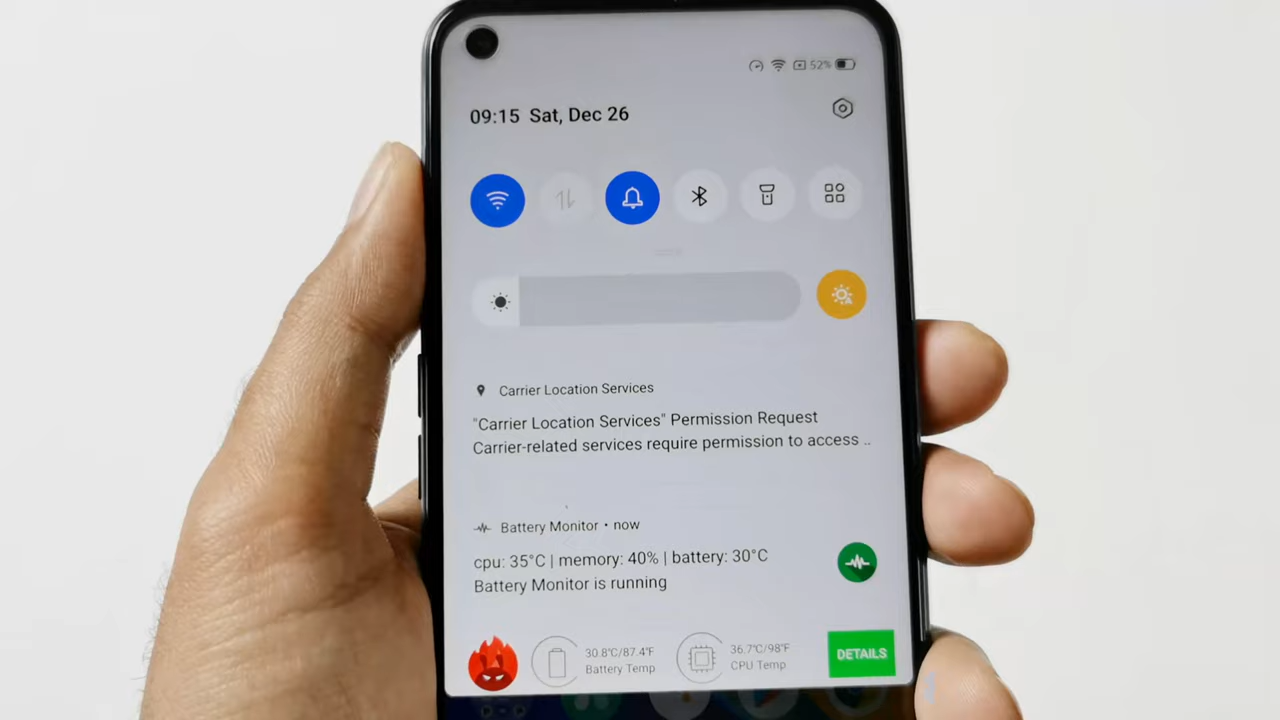 52%
09:15 Sat, Dec 26
Carrier Location Services
"Carrier Location Services" Permission Request
Carrier-related services require permission to access ..
Battery Monitor • now
cpu: 35°C | memory: 40% | battery: 30°C
Battery Monitor is running
30.8°C/87.4°F
Battery Temp
36.7°C/98°F
CPU Temp
DETAILS